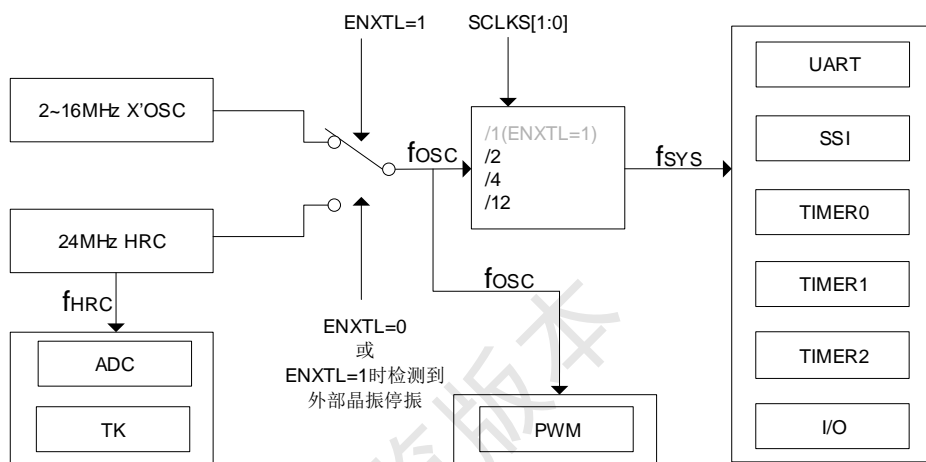 ENXTL=1
SCLKS[1:0]
2~16MHz X'OSC
24MHz HRC
fHRC
ADC
TK
fOSC
/1(ENXTL=1)
/2
/4
/12
fSYS
fOSC
ENXTL=0
或
ENXTL=1时检测到
外部晶振停振
PWM
UART
SSI
TIMER0
TIMER1
TIMER2
I/O
版本